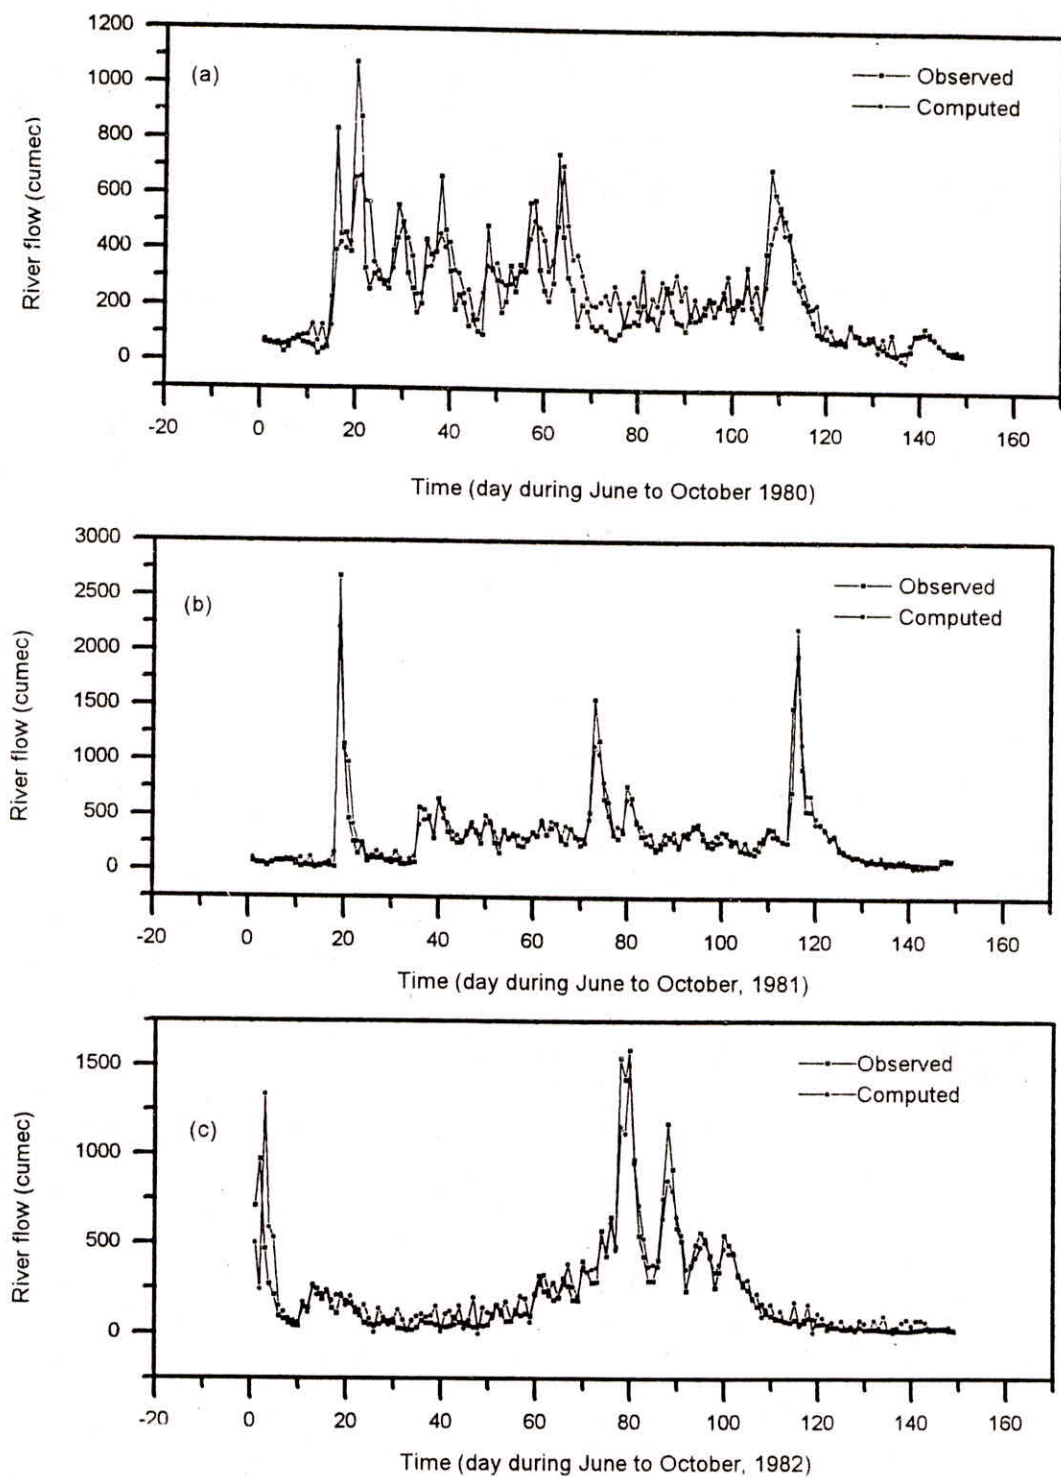 1200
1000
800
600
400
200
0
River flow (cumec)
(a)
Observed
Computed
-20 0 20 40 60 80 100 120 140 160
Time (day during June to October 1980)
3000
2500
2000
1500
1000
500
0
River flow (cumec)
(b)
Observed
Computed
-20 0 20 40 60 80 100 120 140 160
Time (day during June to October, 1981)
1500
1000
500
0
River flow (cumec)
(c)
Observed
Computed
-20 0 20 40 60 80 100 120 140 160
Time (day during June to October, 1982)